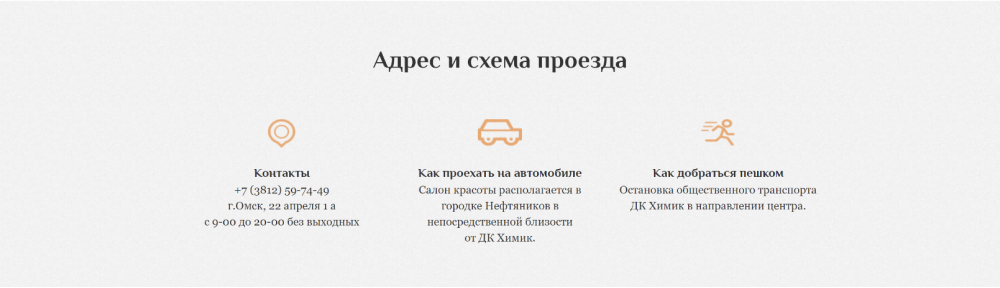 Адрес и схема проезда
Контакты
+7 (3812) 59-74-49
г.Омск, 22 апреля 1 а
с 9-00 до 20-00 без выходных
Как проехать на автомобиле
Салон красоты располагается в
городке Нефтяников в
непосредственной близости
от ДК Химик.
Как добраться пешком
Остановка общественного транспорта
ДК Химик в направлении центра.